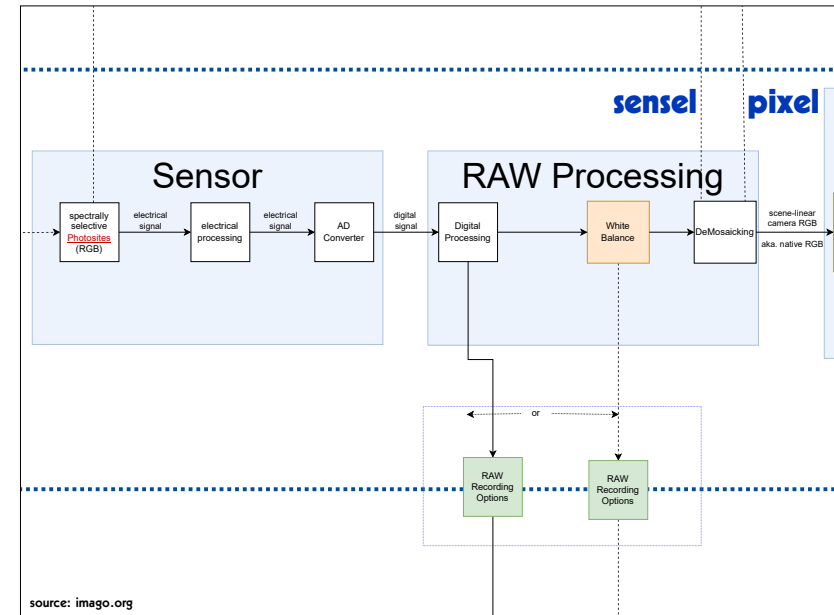 sensel pixel
Sensor
RAW Processing
spectrally
selective
Photosites
(RGB)
electrical
signal
electrical
processing
electrical
signal
AD
Converter
digital
signal
Digital
Processing
White
Balance
DeMosaicking
scene-linear
camera RGB
aka. native RGB
or
RAW
Recording
Options
RAW
Recording
Options
source: imago.org